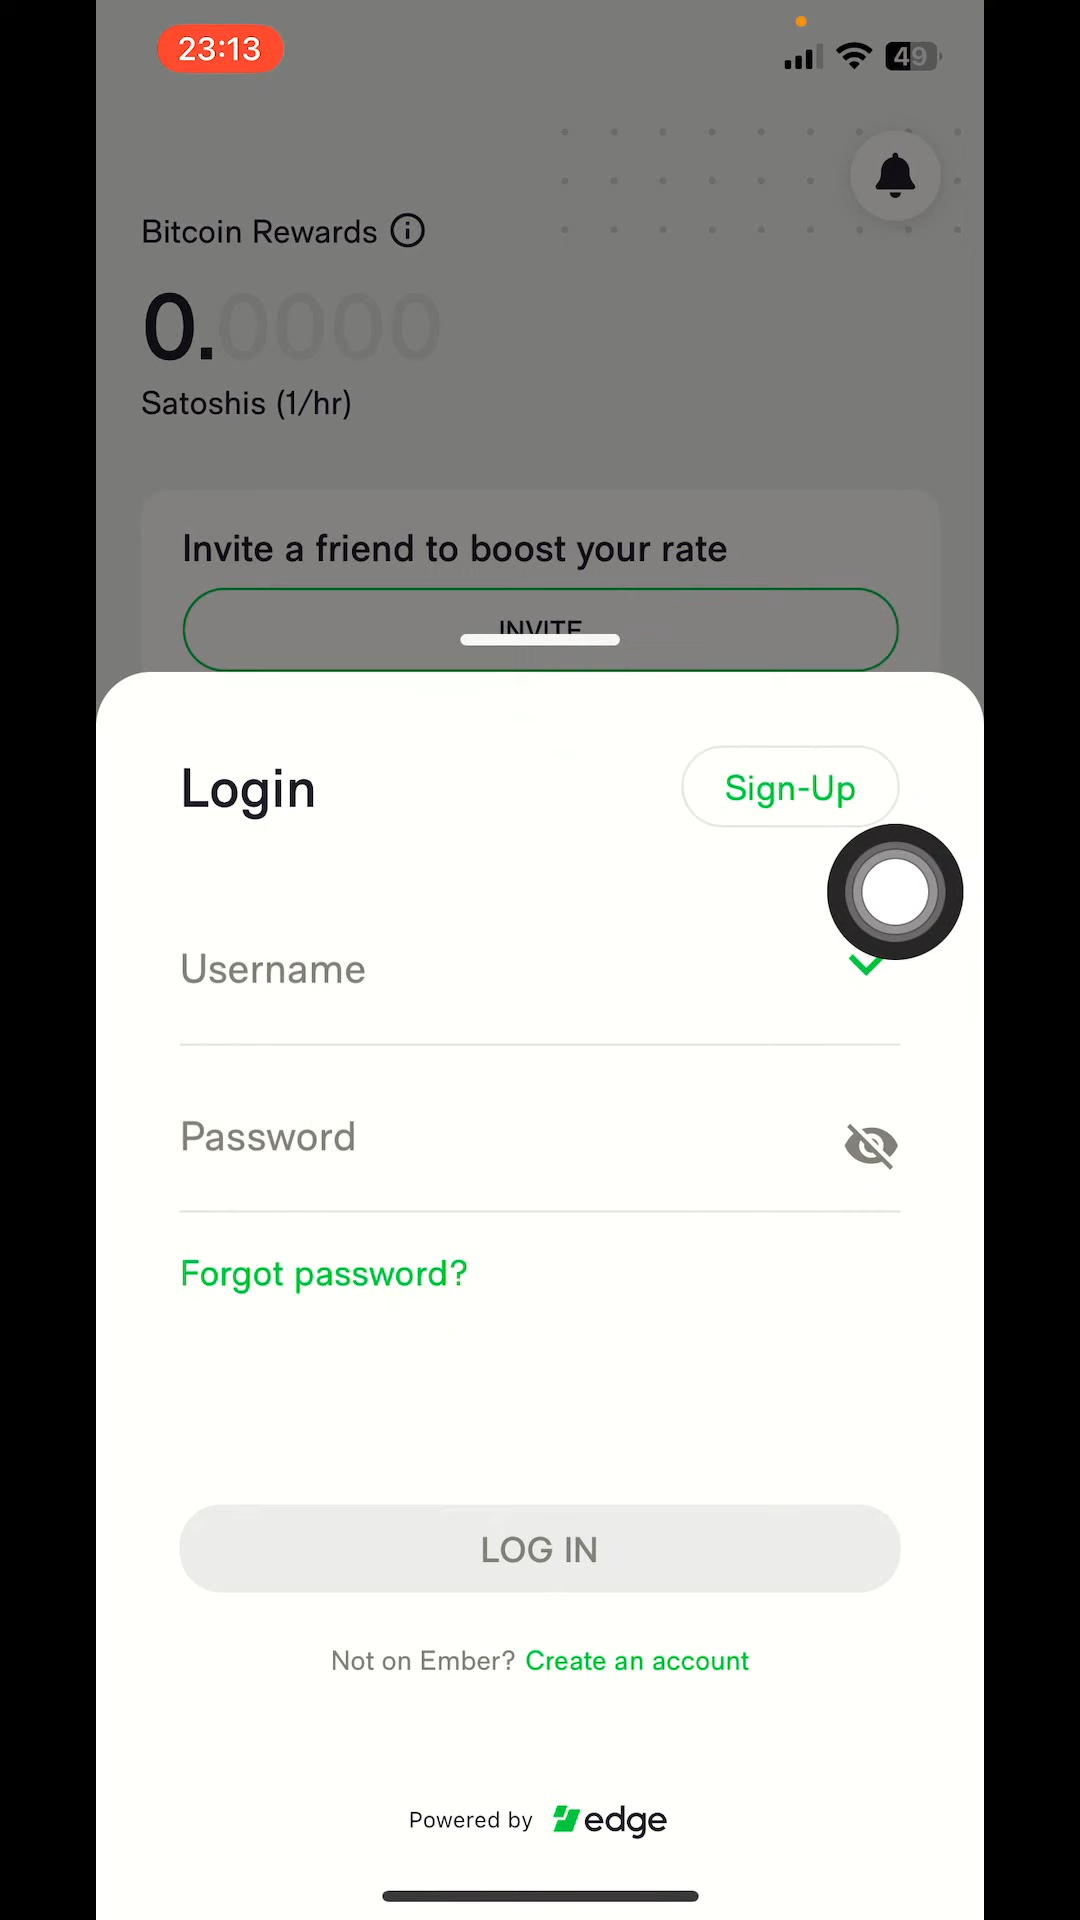 23:13
49
Bitcoin Rewards
0.0000
Satoshis (1/hr)
Invite a friend to boost your rate
INVITE
Login
Sign-Up
Username
Password
Forgot password?
LOG IN
Not on Ember? Create an account
Powered by edge